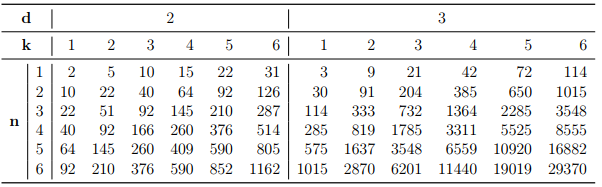 d 2 3
k 1 2 3 4 5 6 1 2 3 4 5 6
1 2 5 10 15 22 31 3 9 21 42 72 114
2 10 22 40 64 92 126 30 91 204 385 650 1015
n 3 22 51 92 145 210 287 114 333 732 1364 2285 3548
4 40 92 166 260 376 514 285 819 1785 3311 5525 8555
5 64 145 260 409 590 805 575 1637 3548 6559 10920 16882
6 92 210 376 590 852 1162 1015 2870 6201 11440 19019 29370